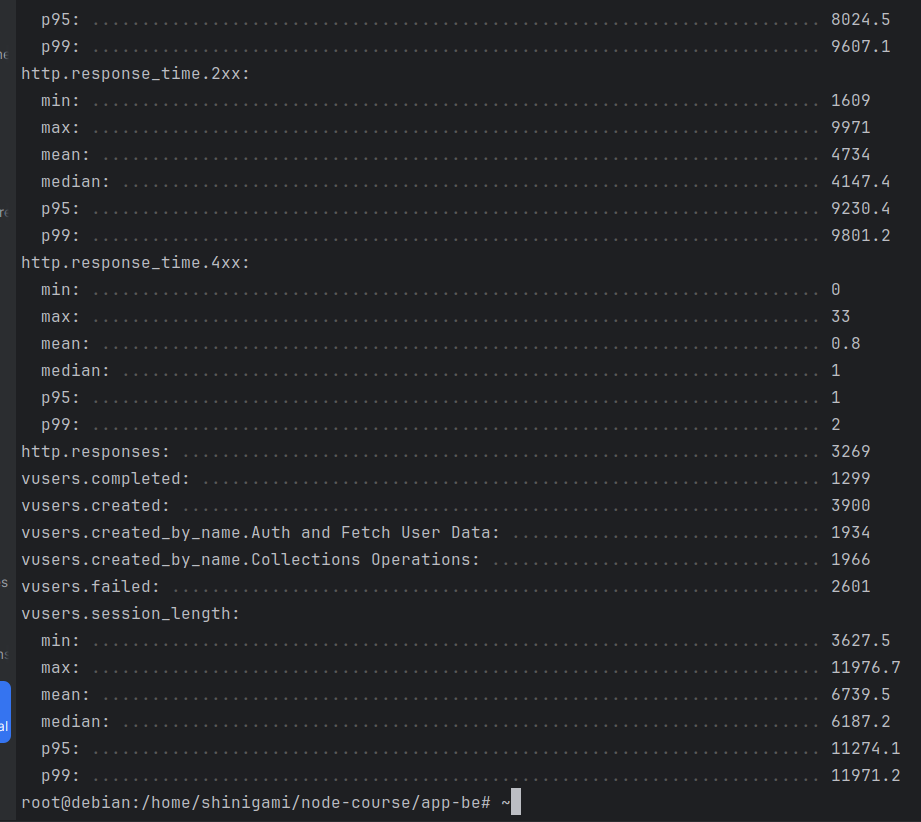 p95: ......................................................................... 8024.5
p99: ......................................................................... 9607.1
http.response_time.2xx:
min: ......................................................................... 1609
max: ......................................................................... 9971
mean: ........................................................................ 4734
median: ...................................................................... 4147.4
p95: ......................................................................... 9230.4
p99: ......................................................................... 9801.2
http.response_time.4xx:
min: ......................................................................... 0
max: ......................................................................... 33
mean: ........................................................................ 0.8
median: ...................................................................... 1
p95: ......................................................................... 1
p99: ......................................................................... 2
http.responses: ................................................................ 3269
vusers.completed: .............................................................. 1299
vusers.created: ................................................................ 3900
vusers.created_by_name.Auth and Fetch User Data: ............................... 1934
vusers.created_by_name.Collections Operations: ................................. 1966
vusers.failed: ................................................................. 2601
vusers.session_length:
min: ......................................................................... 3627.5
max: ......................................................................... 11976.7
mean: ........................................................................ 6739.5
median: ...................................................................... 6187.2
p95: ......................................................................... 11274.1
p99: ......................................................................... 11971.2
root@debian:/home/shinigami/node-course/app-be# ~